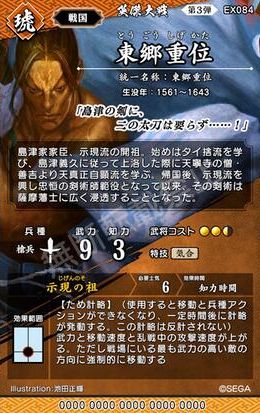 琥
戦国
英傑大戦
第3弾
EX084
とうごうしげかた
東郷重位
統一名称：東郷重位
生没年：1561～1643
「島津の剣に、
二の太刀は要らず……！」
島津家家臣、示現流の開祖。始めはタイ捨流を学
び、島津義久に従って上洛した際に天寧寺の僧・
善吉より天真正自顕流を学ぶ。帰国後、示現流を
興し忠恒の剣術師範役となって以来、その剣術は
薩摩藩士に広く浸透することとなった。
兵種 武力 知力 武将コスト
槍兵 9 3 特技 気合
じげんのそ 必要士気 効果時間
示現の祖 6 知力時間
効果範囲
【ため計略】（使用すると移動と兵種アク
ションができなくなり、一定時間後に計略
が発動する。この計略は反射されない）
武力と移動速度と乱戦中の攻撃速度が上
がる。ただし戦場にいる最も武力の高い敵の方
向に強制的に移動する
Illustration:池田正輝
©SEGA
0000 0000 0000 0000 0000